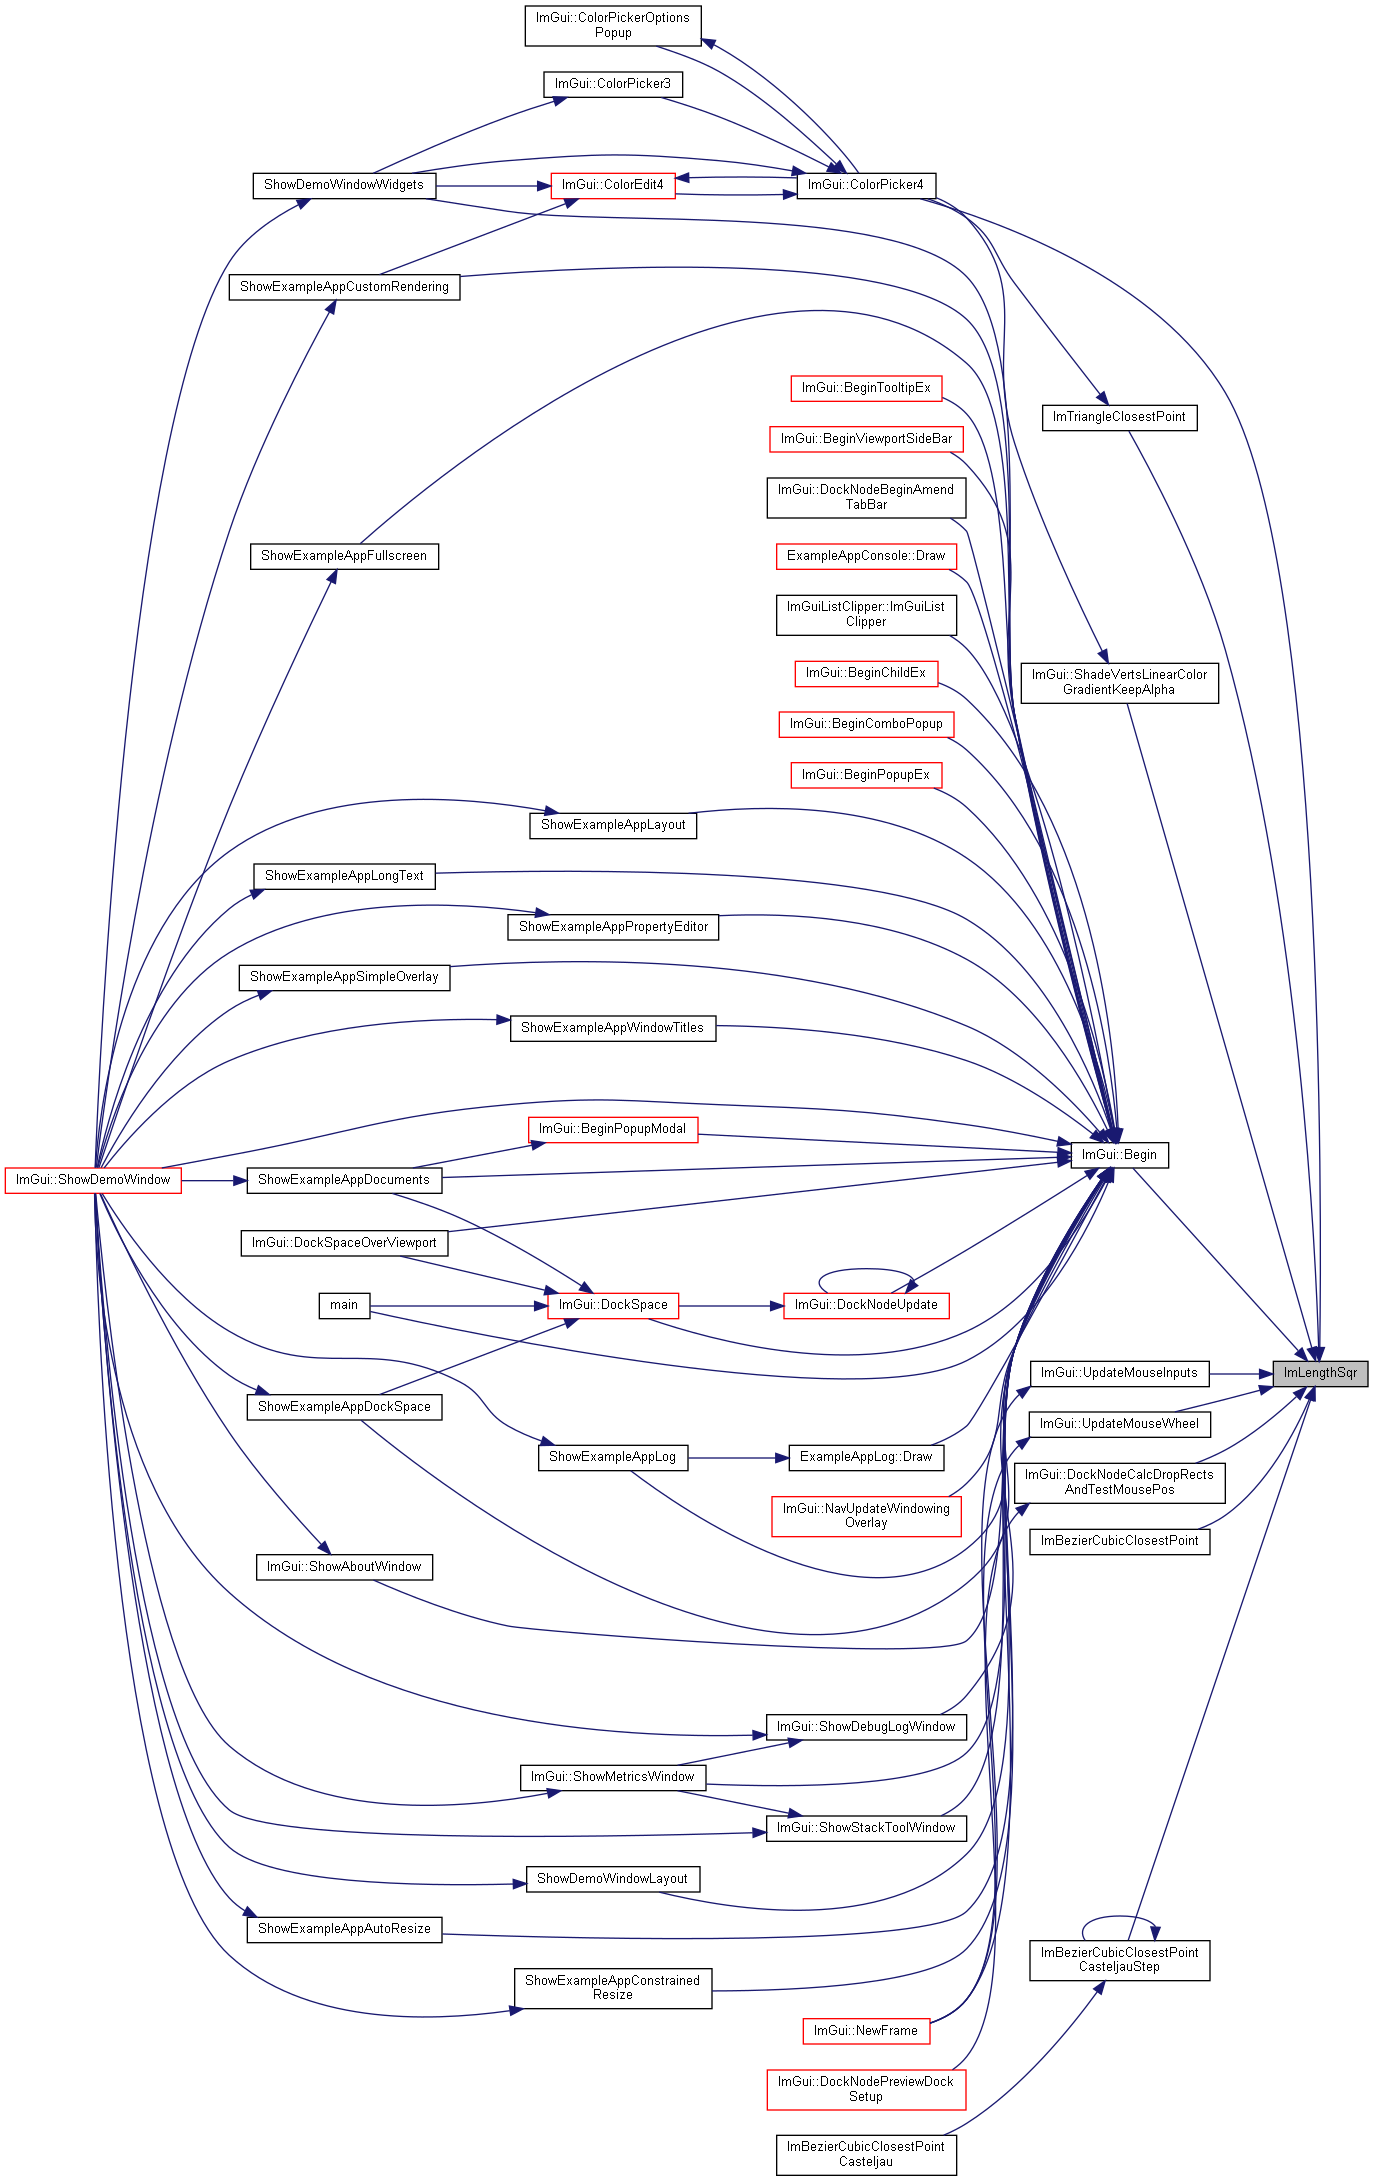 ImGui::ColorPickerOptions
Popup
ImGui::ColorPicker3
ShowDemoWindowWidgets
ImGui::ColorEdit4
ImGui::ColorPicker4
ShowExampleAppCustomRendering
ImGui::BeginTooltipEx
ImTriangleClosestPoint
ImGui::BeginViewportSideBar
ImGui::DockNodeBeginAmend
TabBar
ShowExampleAppFullscreen
ExampleAppConsole::Draw
ImGuiListClipper::ImGuiList
Clipper
ImGui::BeginChildEx
ImGui::ShadeVertsLinearColor
GradientKeepAlpha
ImGui::BeginComboPopup
ImGui::BeginPopupEx
ShowExampleAppLayout
ShowExampleAppLongText
ShowExampleAppPropertyEditor
ShowExampleAppSimpleOverlay
ShowExampleAppWindowTitles
ImGui::BeginPopupModal
ImGui::Begin
ImGui::ShowDemoWindow
ShowExampleAppDocuments
ImGui::DockSpaceOverViewport
main
ImGui::DockSpace
ImGui::DockNodeUpdate
ImGui::UpdateMouseInputs
ImLengthSqr
ShowExampleAppDockSpace
ImGui::UpdateMouseWheel
ShowExampleAppLog
ExampleAppLog::Draw
ImGui::DockNodeCalcDropRects
AndTestMousePos
ImGui::NavUpdateWindowing
Overlay
ImBezierCubicClosestPoint
ImGui::ShowAboutWindow
ImGui::ShowDebugLogWindow
ImGui::ShowMetricsWindow
ImGui::ShowStackToolWindow
ShowDemoWindowLayout
ShowExampleAppAutoResize
ImBezierCubicClosestPoint
CasteljauStep
ShowExampleAppConstrained
Resize
ImGui::NewFrame
ImGui::DockNodePreviewDock
Setup
ImBezierCubicClosestPoint
Casteljau